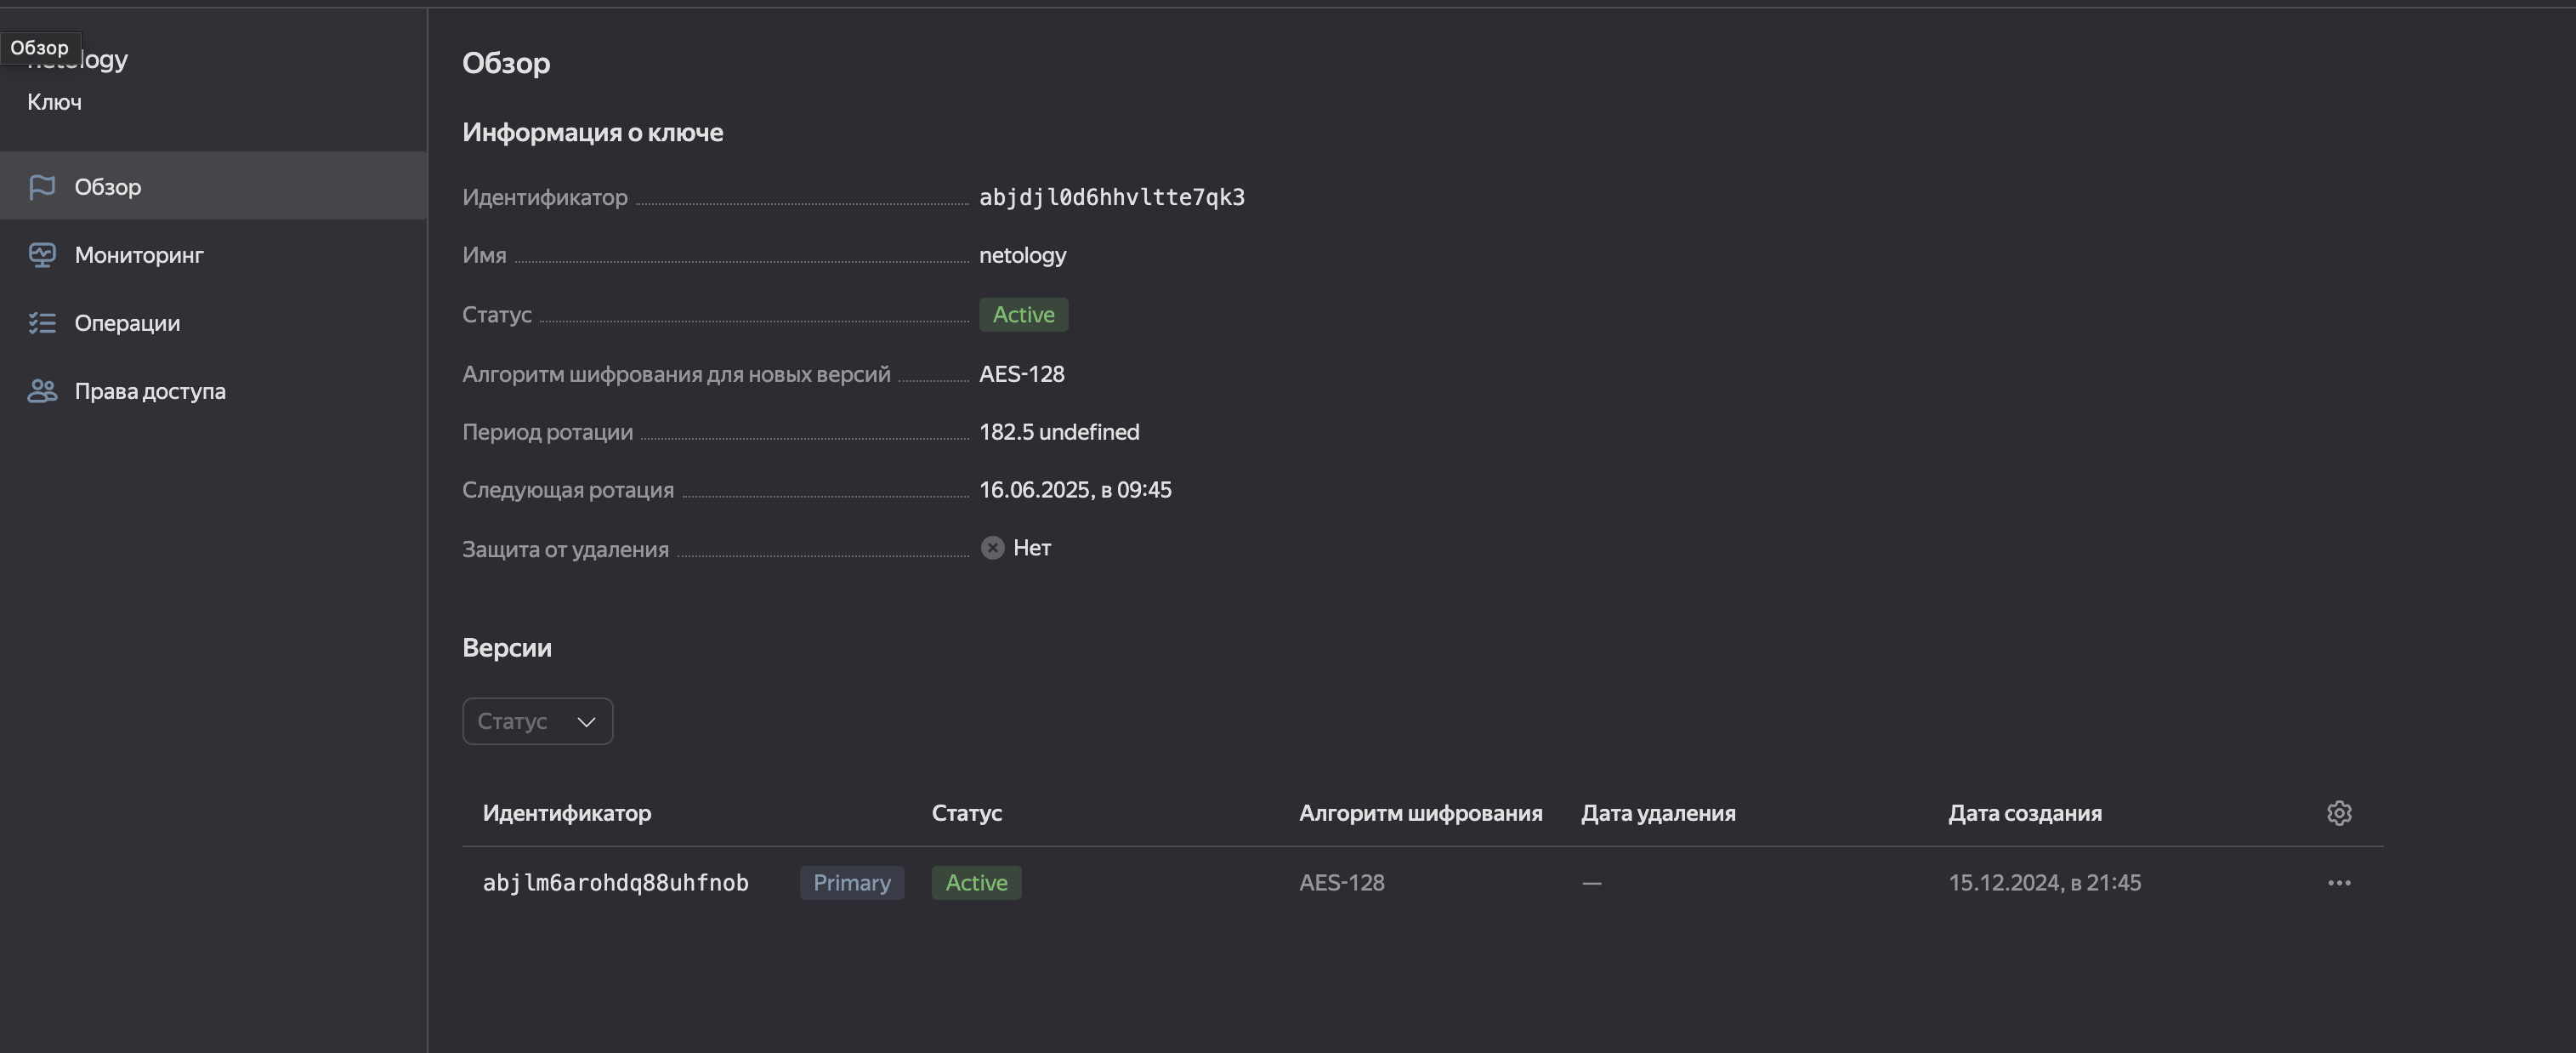 Обзор
netology
Ключ
Обзор
Мониторинг
Операции
Права доступа
Обзор
Информация о ключе
Идентификатор abjdjl0d6hhvltte7qk3
Имя netology
Статус Active
Алгоритм шифрования для новых версий AES-128
Период ротации 182.5 undefined
Следующая ротация 16.06.2025, в 09:45
Защита от удаления Нет
Версии
Статус
Идентификатор Статус Алгоритм шифрования Дата удаления Дата создания
abjlm6arohdq88uhfnob Primary Active AES-128 — 15.12.2024, в 21:45